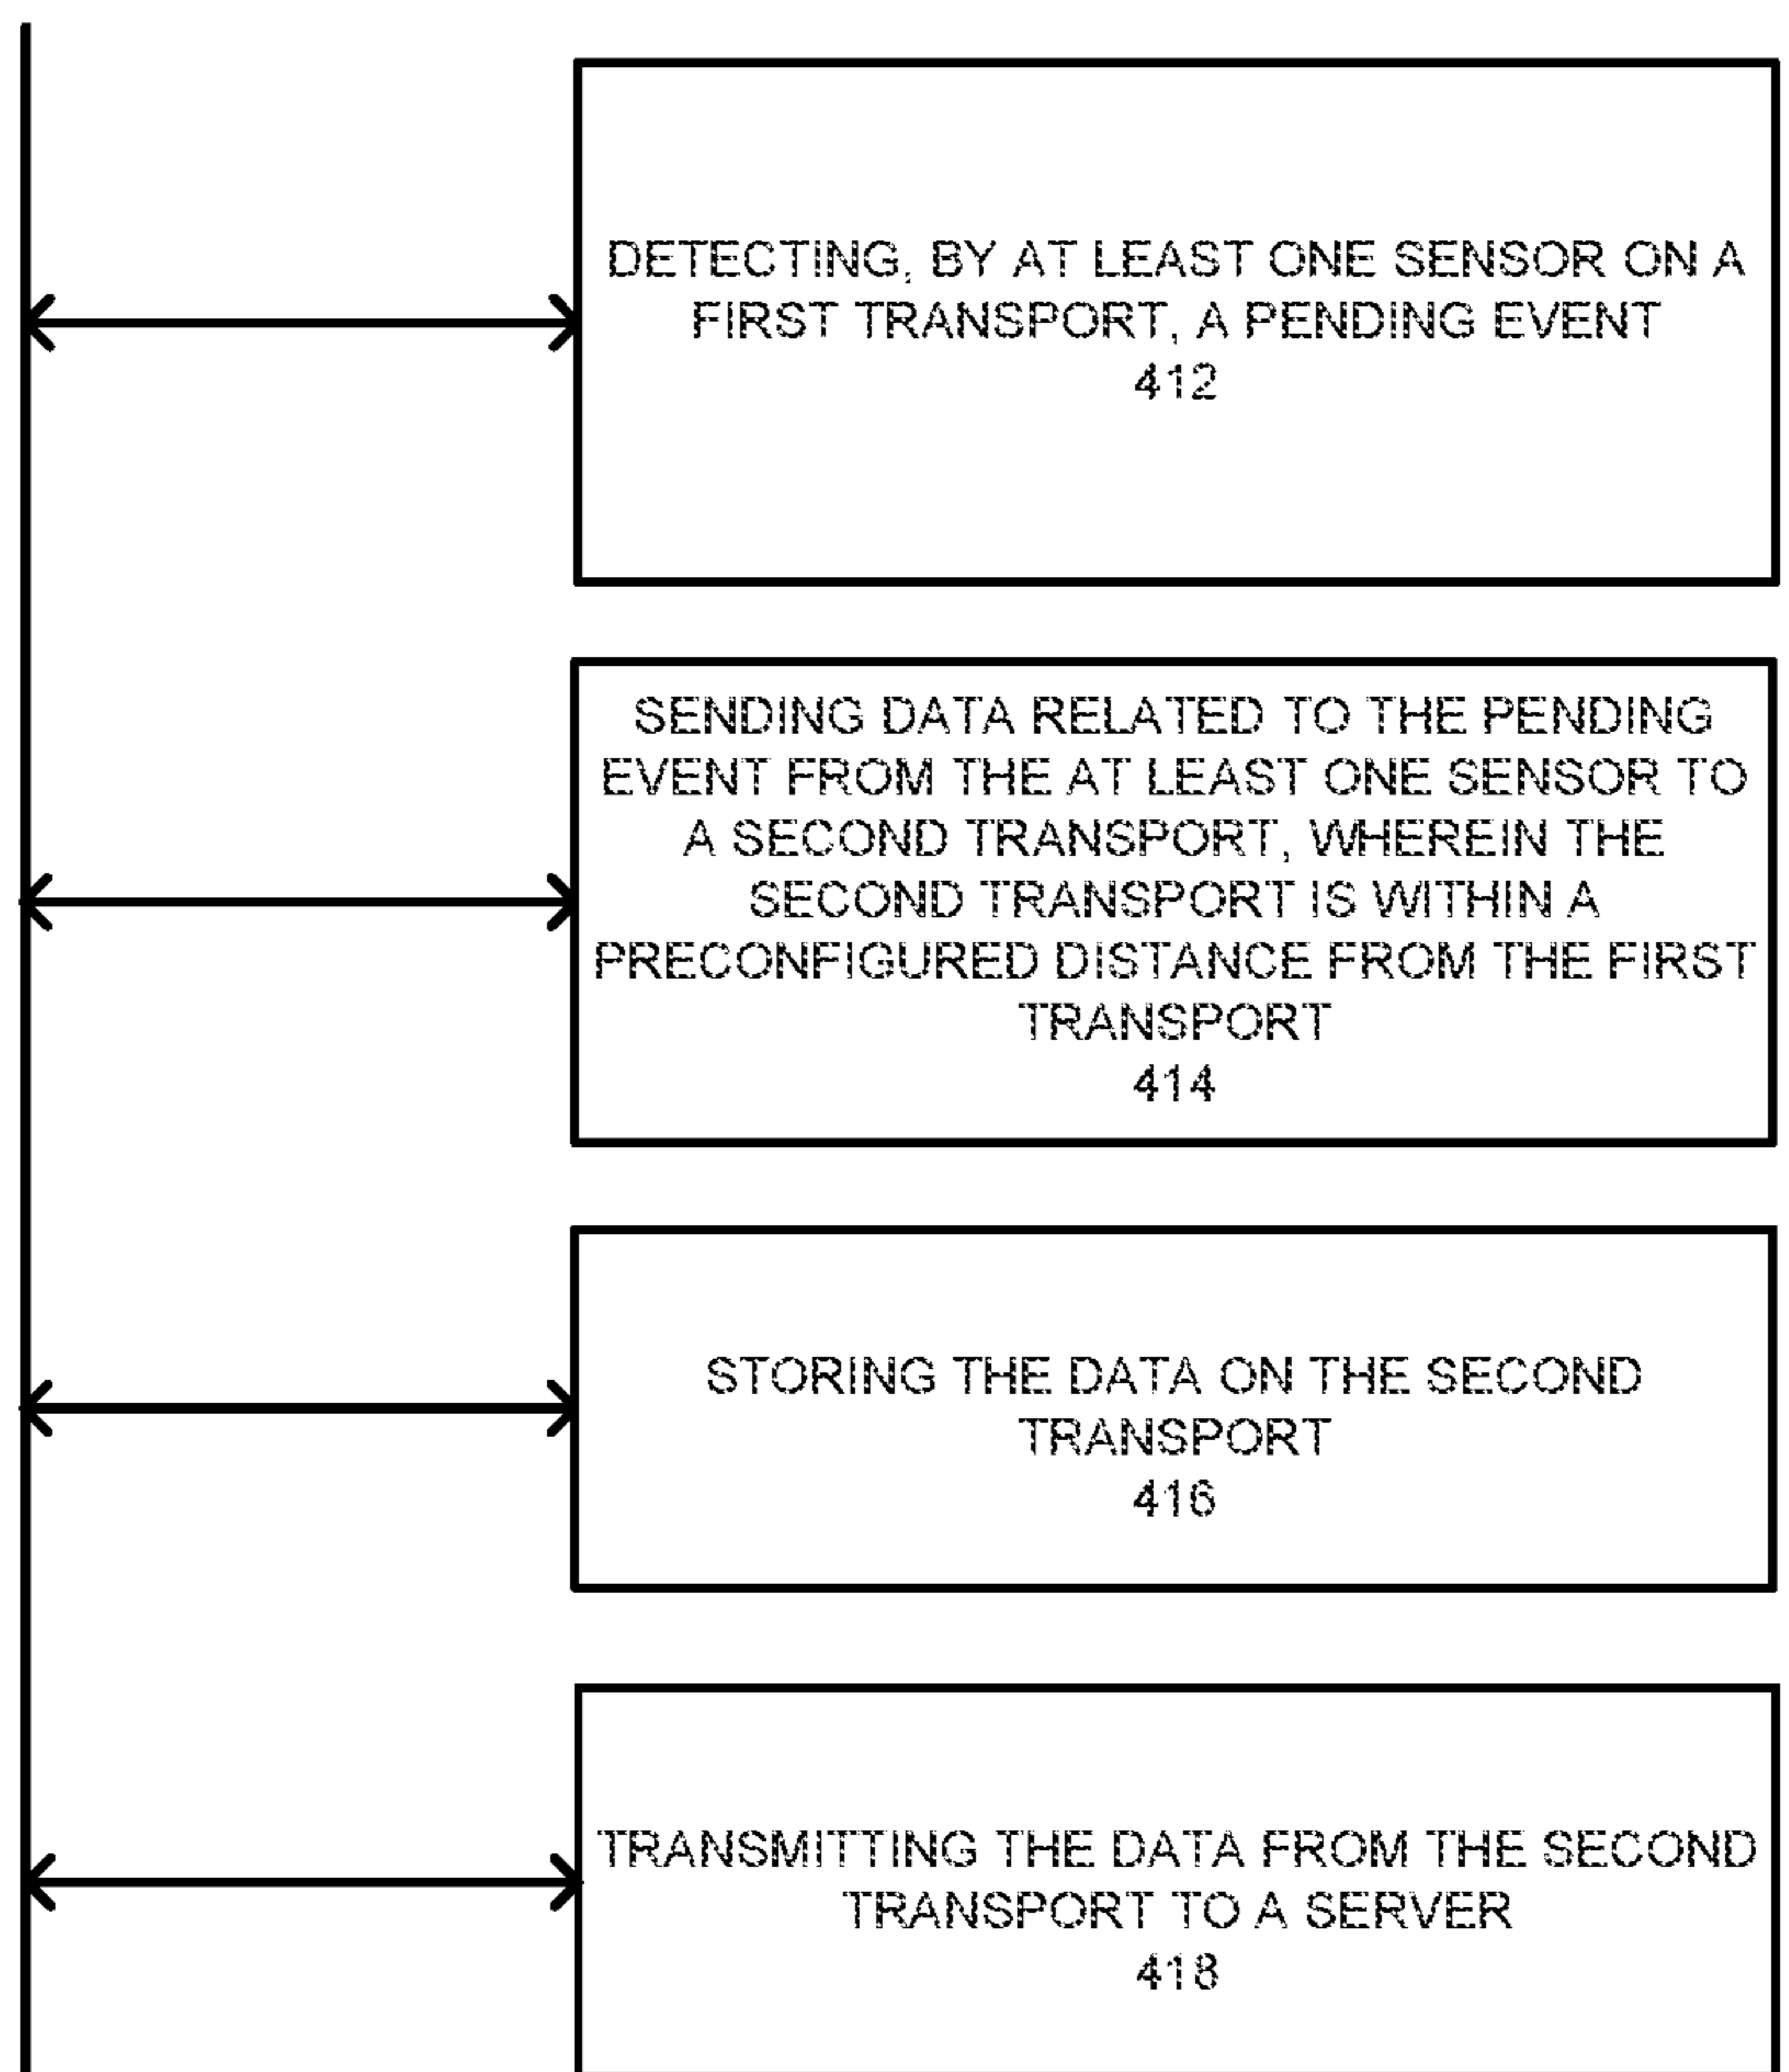 DETECTING, BY AT LEAST ONE SENSOR ON A
FIRST TRANSPORT, A PENDING EVENT
412
SENDING DATA RELATED TO THE PENDING
EVENT FROM THE AT LEAST ONE SENSOR TO
A SECOND TRANSPORT, WHEREIN THE
SECOND TRANSPORT IS WITHIN A
PRECONFIGURED DISTANCE FROM THE FIRST
TRANSPORT
414
STORING THE DATA ON THE SECOND
TRANSPORT
416
TRANSMITTING THE DATA FROM THE SECOND
TRANSPORT TO A SERVER
418